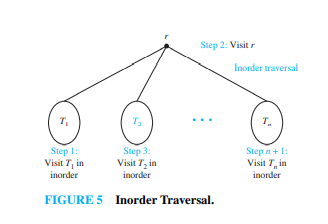 r
Step 2: Visit r
Inorder traversal
T₁
T₂
. . .
Tₙ
Step 1:
Visit T₁ in
inorder
Step 3:
Visit T₂ in
inorder
Step n + 1:
Visit Tₙ in
inorder
FIGURE 5 Inorder Traversal.